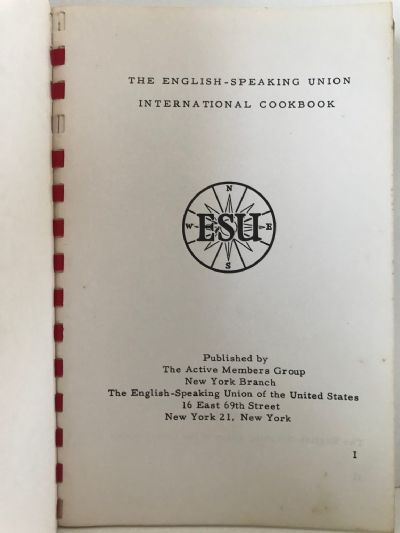 THE ENGLISH-SPEAKING UNION
INTERNATIONAL COOKBOOK
N
W ESU E
S
Published by
The Active Members Group
New York Branch
The English-Speaking Union of the United States
16 East 69th Street
New York 21, New York
I